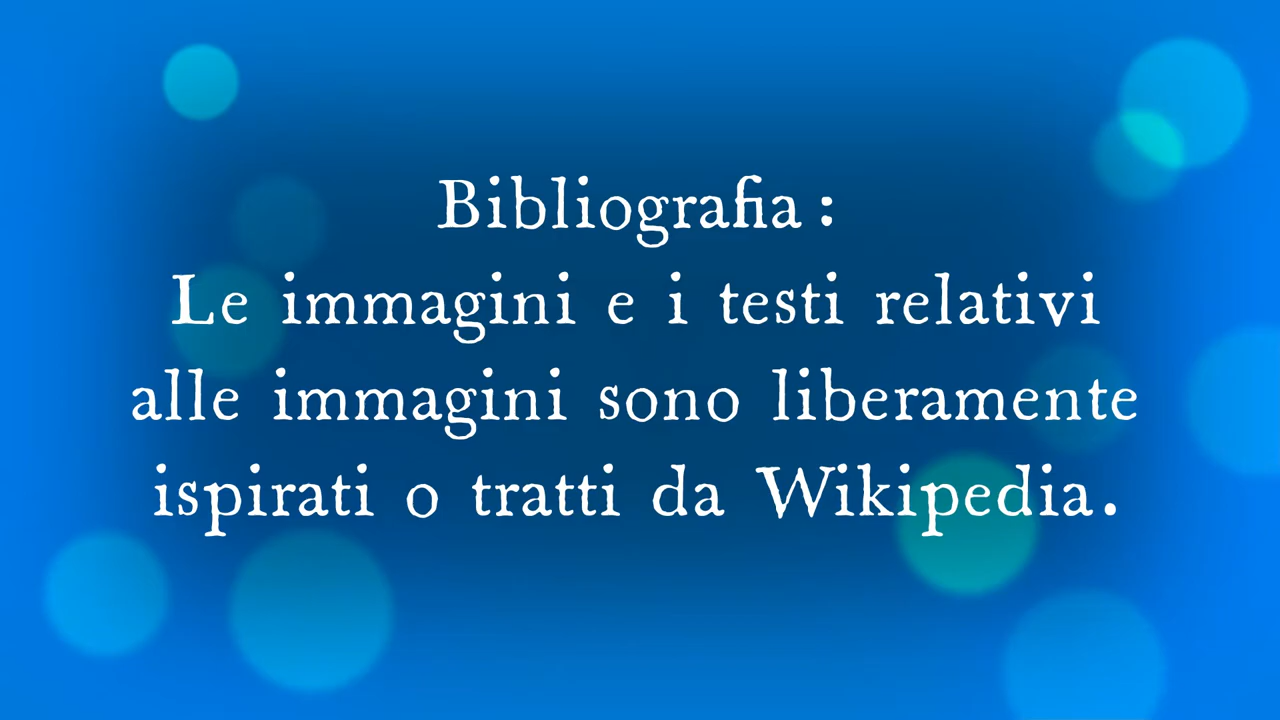 Bibliografia :
Le immagini e i testi relativi
alle immagini sono liberamente
ispirati o tratti da Wikipedia.